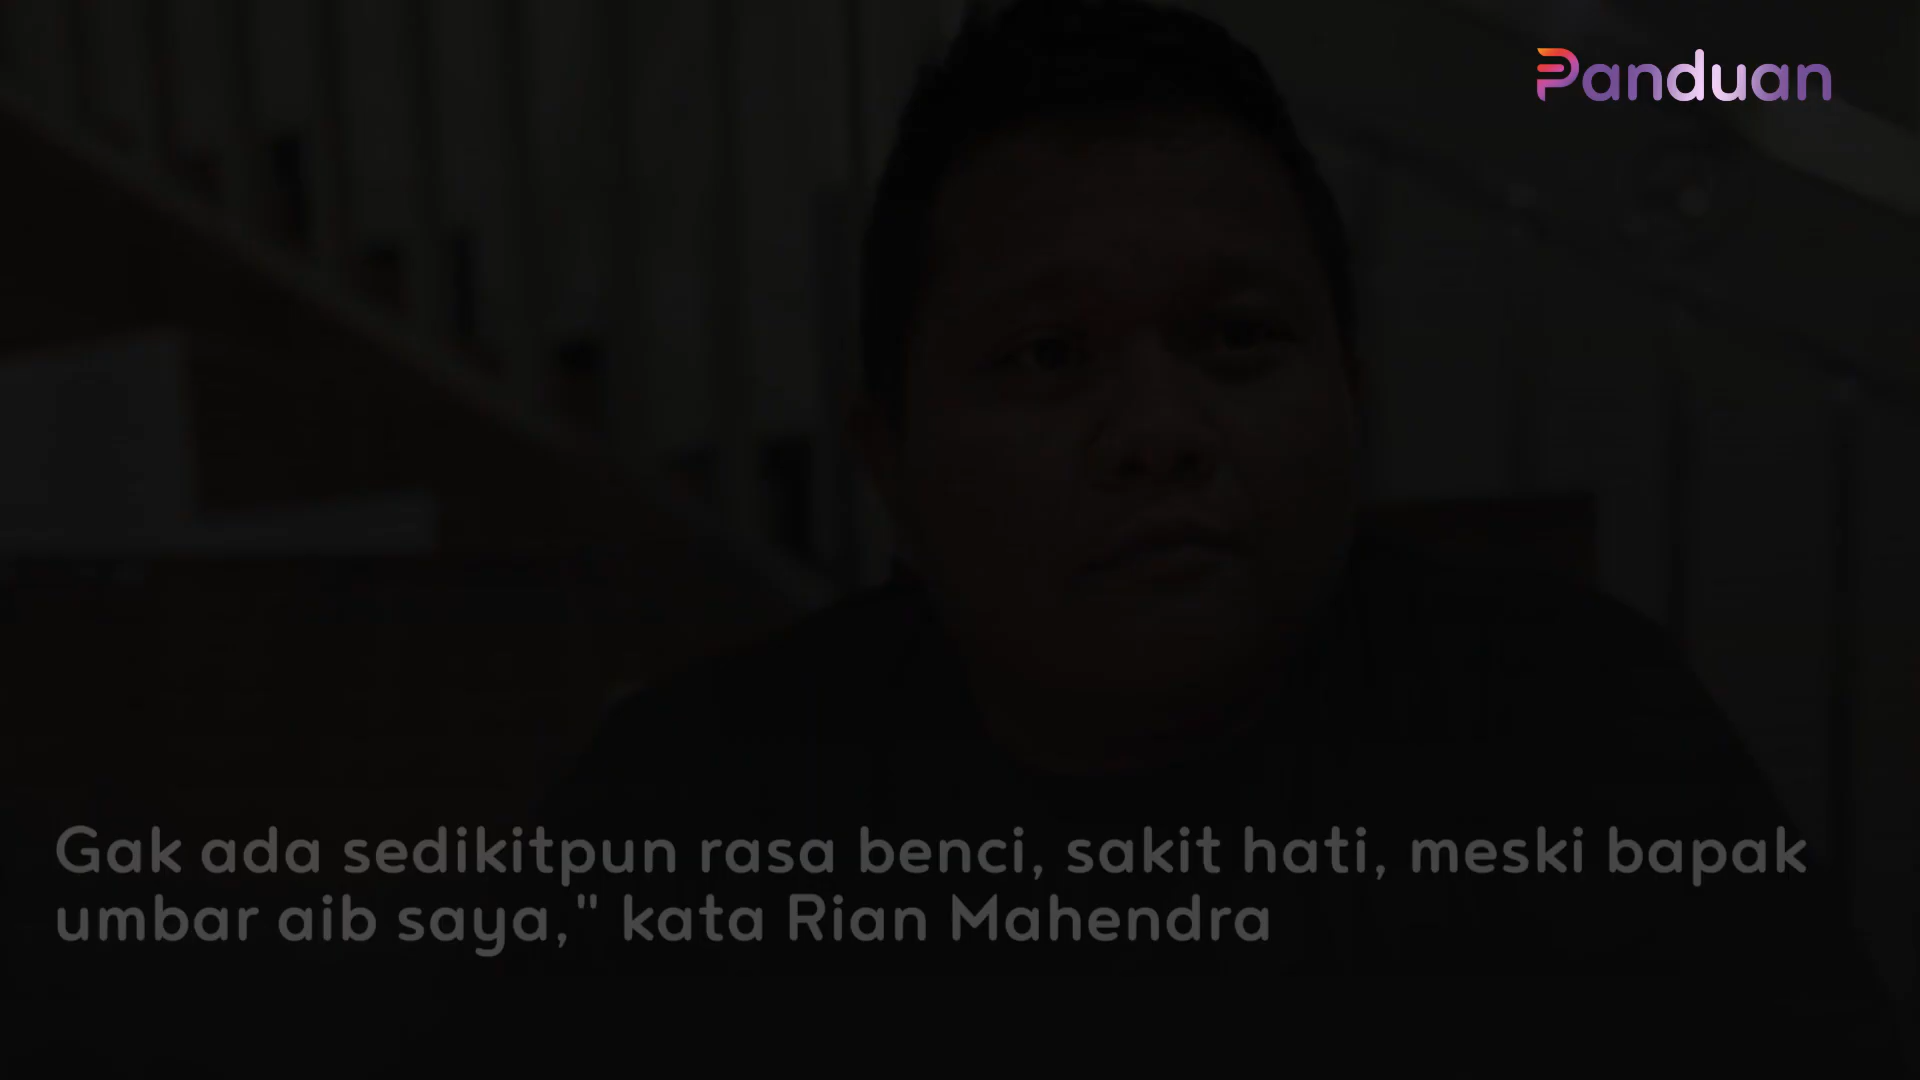 Panduan
Gak ada sedikitpun rasa benci, sakit hati, meski bapak
umbar aib saya," kata Rian Mahendra